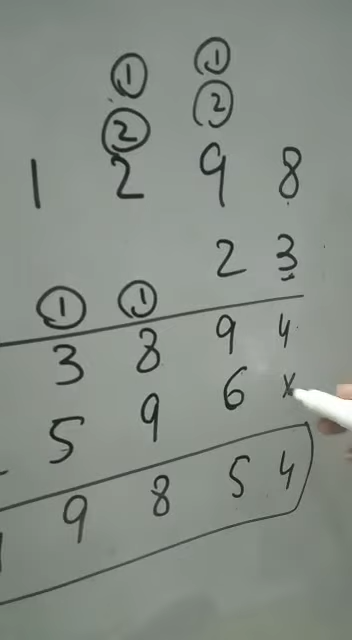 ① ①
② ②
1 2 9 8
2 3
① ①
3 8 9 4
5 9 6 x
9 8 5 4